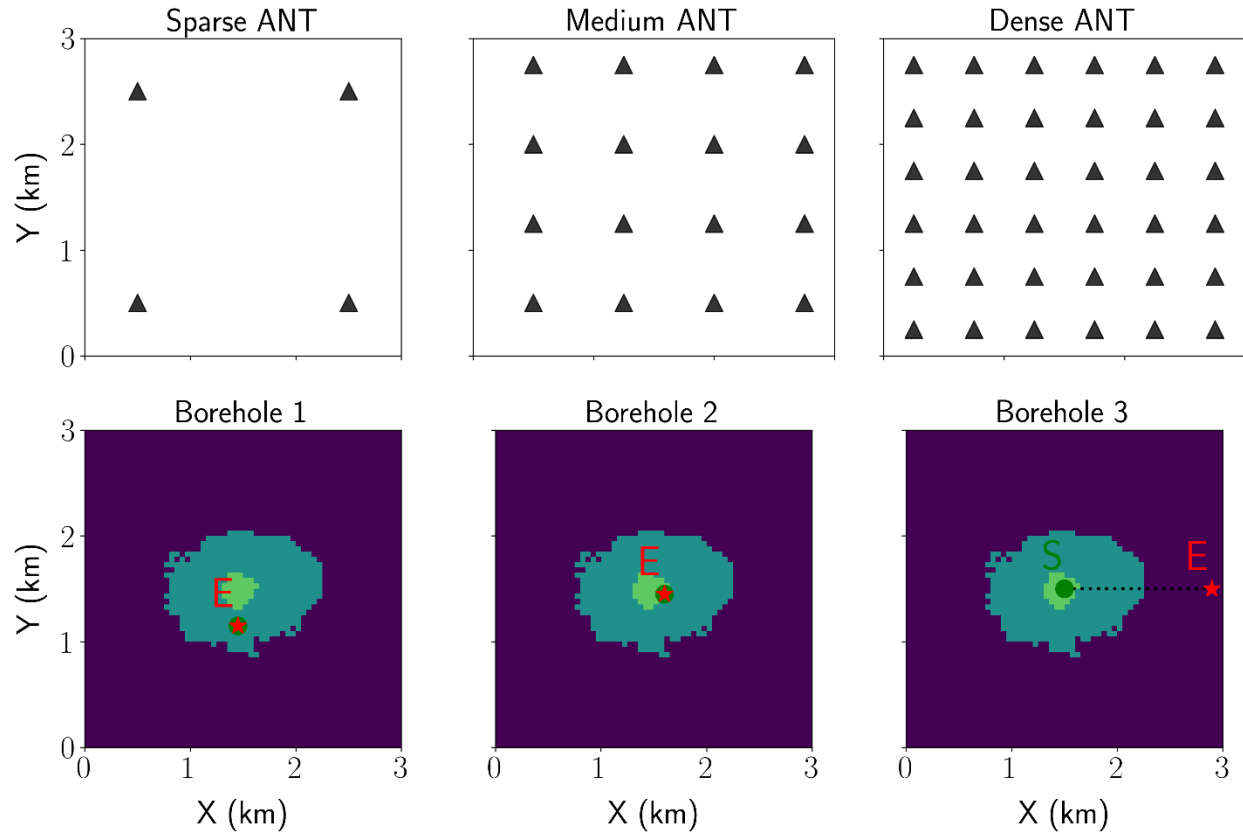 Sparse ANT
Medium ANT
Dense ANT
3
2
1
0
Y (km)
Borehole 1
Borehole 2
Borehole 3
3
2
1
0
Y (km)
E
E
S
E
0 1 2 3
0 1 2 3
0 1 2 3
X (km)
X (km)
X (km)